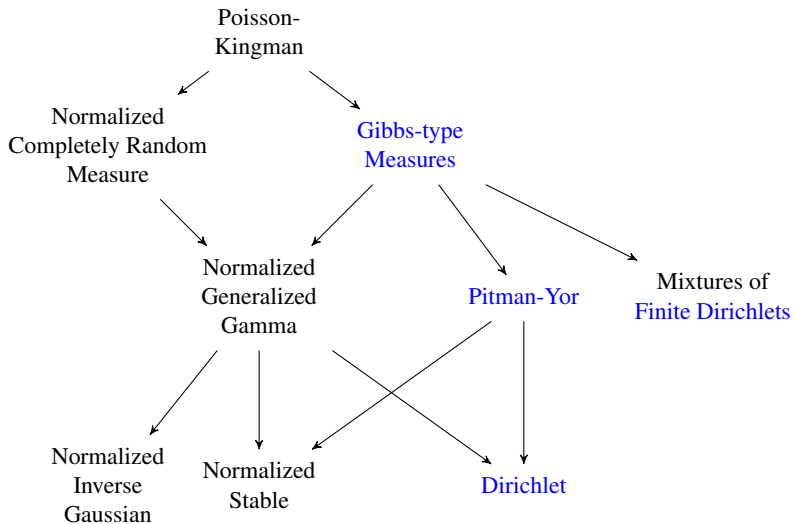 Poisson-
Kingman
Normalized
Completely Random
Measure
Gibbs-type
Measures
Normalized
Generalized
Gamma
Pitman-Yor
Mixtures of
Finite Dirichlets
Normalized
Inverse
Gaussian
Normalized
Stable
Dirichlet